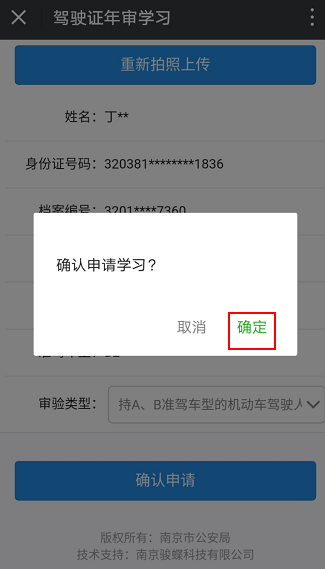 驾驶证年审学习
重新拍照上传
姓名：丁**
身份证号码：320381********1836
档案编号：3201****7360
确认申请学习？
取消 确定
审验类型： 持A、B准驾车型的机动车驾驶人
确认申请
版权所有：南京市公安局
技术支持：南京骏蝶科技有限公司